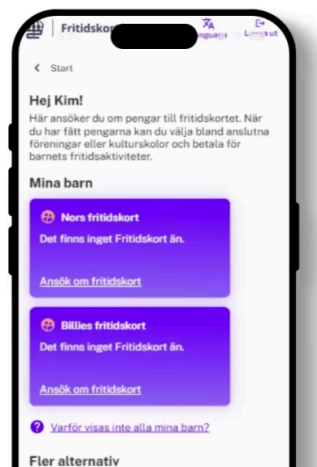 Fritidskor
Start
Hej Kim!
Här ansöker du om pengar till fritidskortet. När
du har fått pengarna kan du välja bland anslutna
föreningar eller kulturskolor och betala för
barnets fritidsaktiviteter.
Mina barn
Nors fritidskort
Det finns inget Fritidskort än.
Ansök om fritidskort
Billies fritidskort
Det finns inget Fritidskort än.
Ansök om fritidskort
Varför visas inte alla mina barn?
Fler alternativ